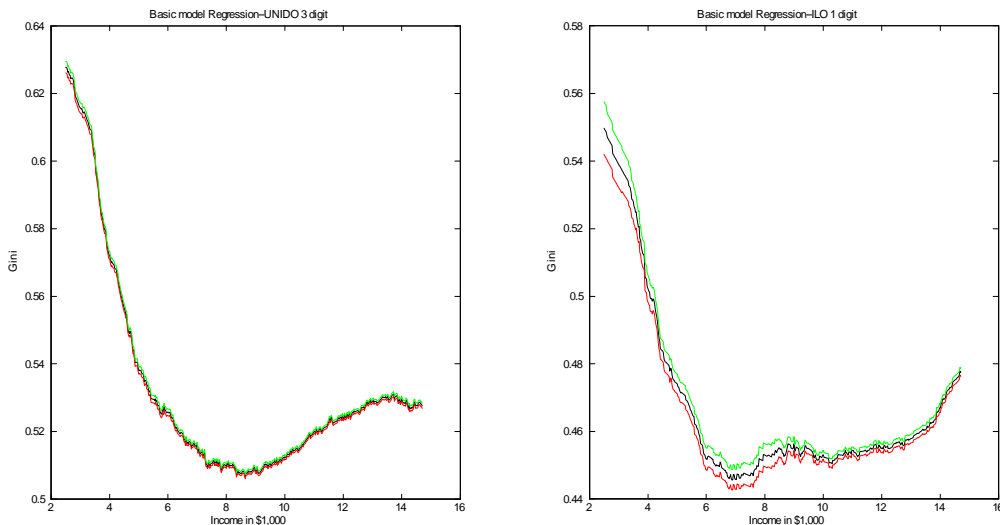 Basic model Regression–UNIDO 3 digit
0.64
0.62
0.6
0.58
0.56
0.54
0.52
0.5
Gini
2 4 6 8 10 12 14 16
Income in $1,000
Basic model Regression–ILO 1 digit
0.58
0.56
0.54
0.52
0.5
0.48
0.46
0.44
Gini
2 4 6 8 10 12 14 16
Income in $1,000